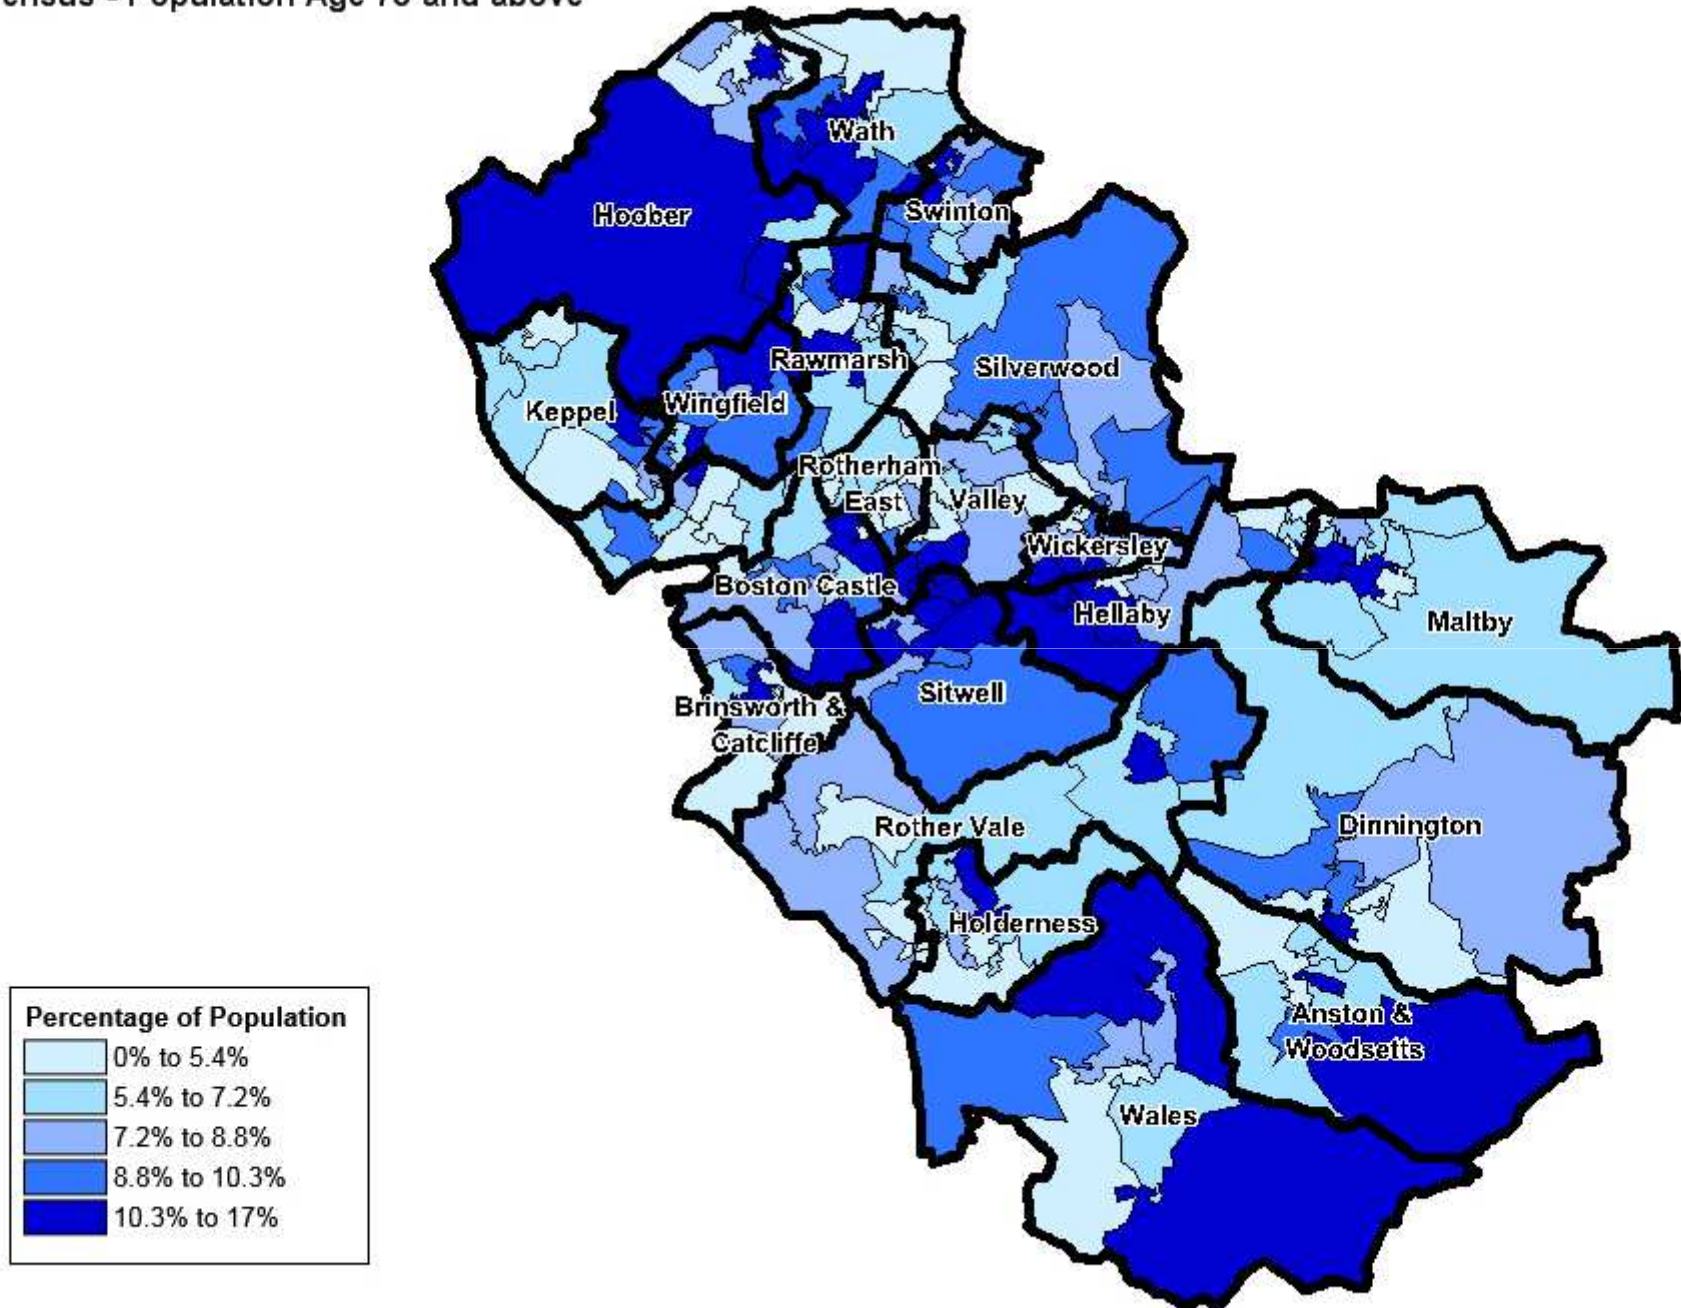 Population Age 75 and above
Wath
Hoober
Swinton
Rawmarsh
Silverwood
Keppel
Wingfield
Rotherham
East
Valley
Wickersley
Boston Castle
Hellaby
Maltby
Sitwell
Brinsworth &
Catcliffe
Rother Vale
Dinnington
Holderness
Anston &
Woodsetts
Wales
Percentage of Population
0% to 5.4%
5.4% to 7.2%
7.2% to 8.8%
8.8% to 10.3%
10.3% to 17%